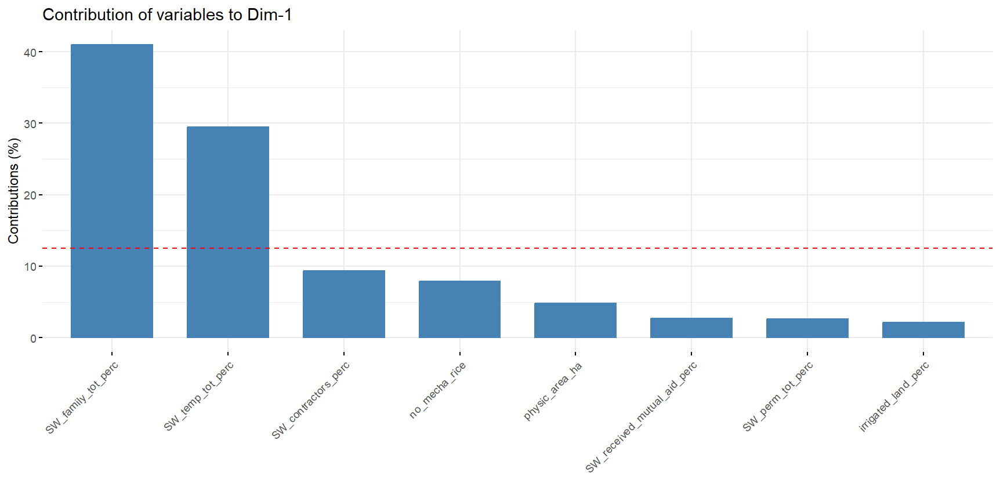 Contribution of variables to Dim-1
Contributions (%)
40
30
20
10
0
SW_family_tot_perc
SW_temp_tot_perc
SW_contractors_perc
no_mecha_rice
physic_area_ha
SW_received_mutual_aid_perc
SW_perm_tot_perc
irrigated_land_perc